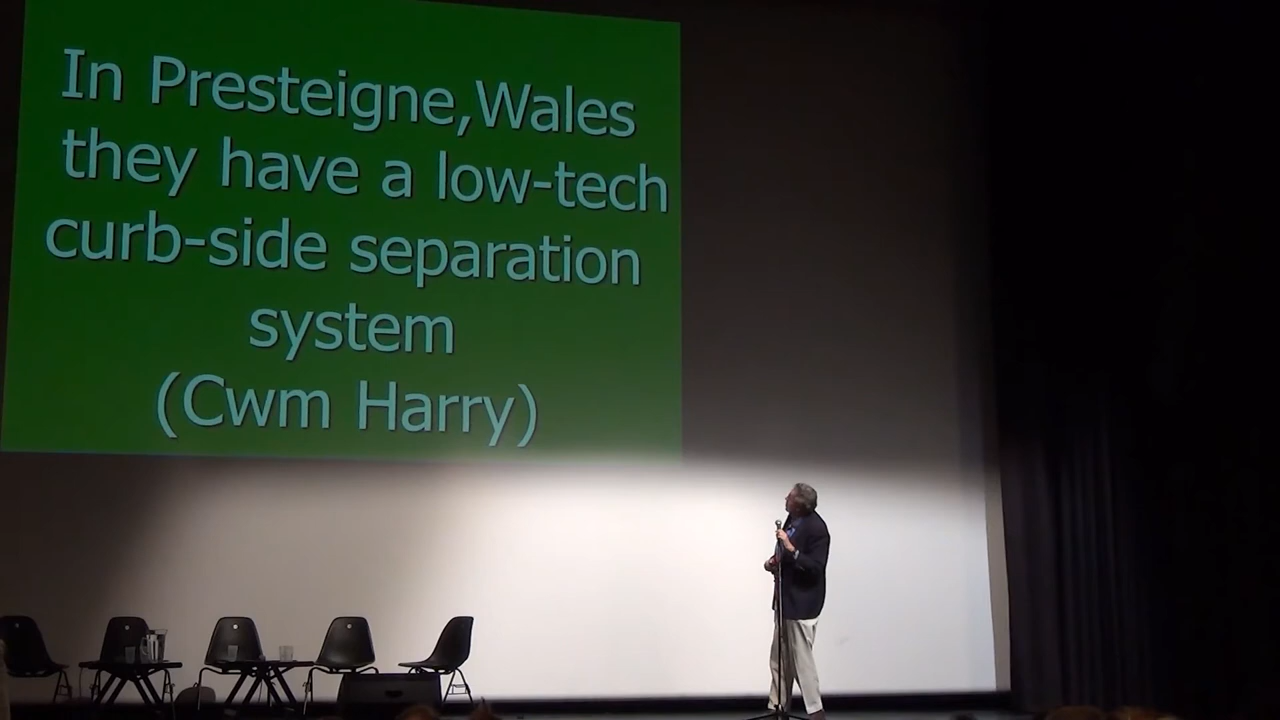 In Presteigne,Wales
they have a low-tech
curb-side separation
system
(Cwm Harry)